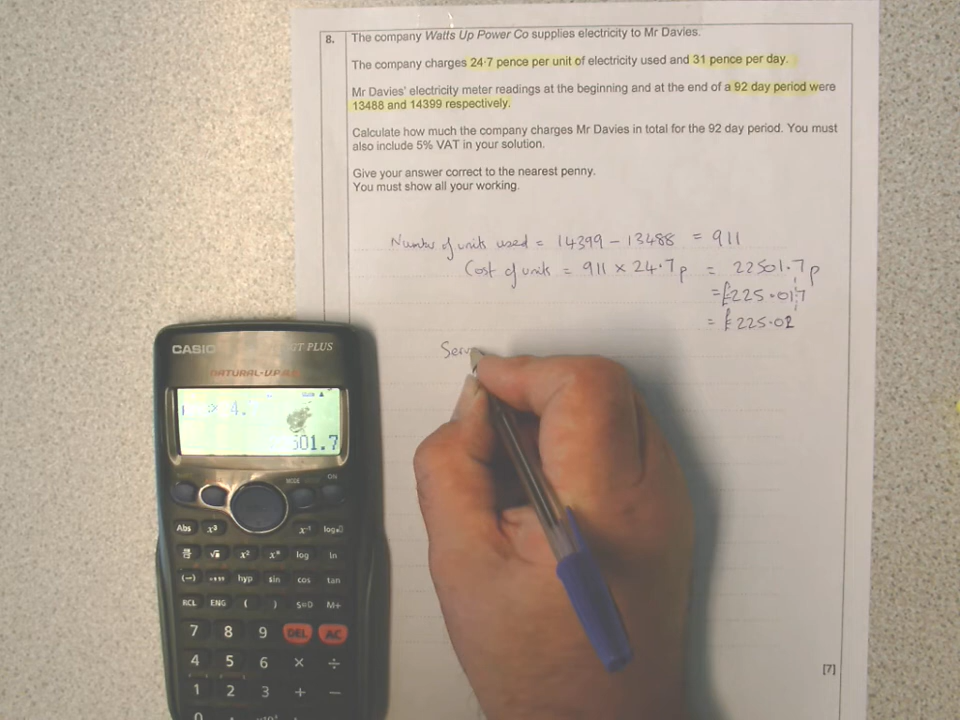 8. The company Watts Up Power Co supplies electricity to Mr Davies.
The company charges 24·7 pence per unit of electricity used and 31 pence per day.
Mr Davies' electricity meter readings at the beginning and at the end of a 92 day period were
13488 and 14399 respectively.
Calculate how much the company charges Mr Davies in total for the 92 day period. You must
also include 5% VAT in your solution.
Give your answer correct to the nearest penny.
You must show all your working.
Number of units used = 14399 – 13488 = 911
Cost of units = 911 × 24.7p = 22501.7p
= £225.017
= £225.02
Serv
[7]
CASIO GT PLUS
NATURAL-V.P.A.M.
501.7
MODE ON
Abs x³ x⁻¹ log
√ x² log ln
(–) hyp sin cos tan
RCL ENG ( ) S⇔D M+
7 8 9 DEL AC
4 5 6 × ÷
1 2 3 + –
0